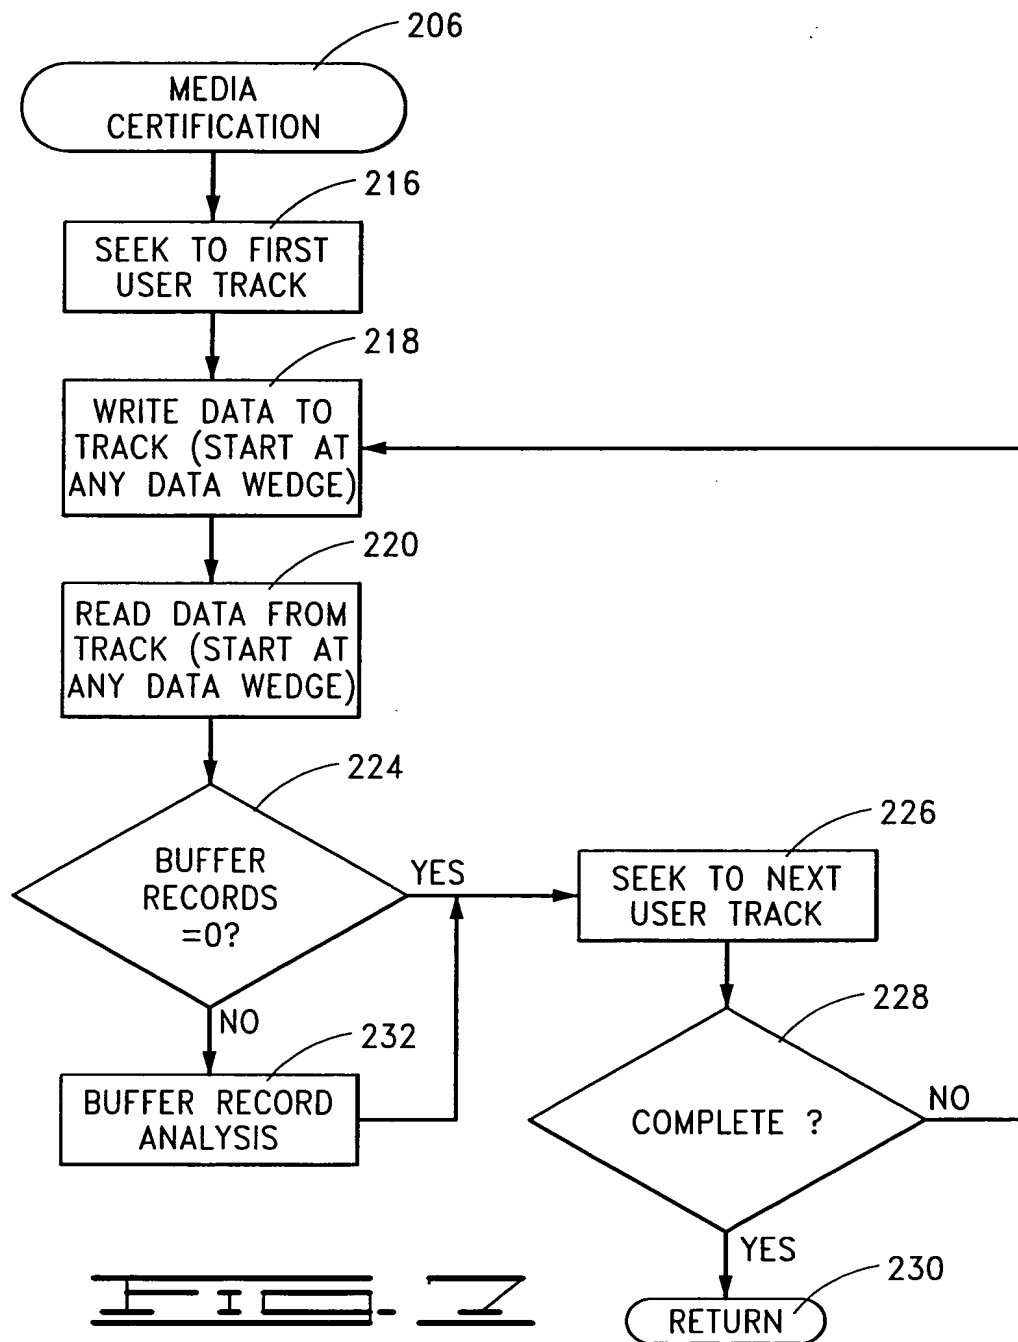 206
MEDIA
CERTIFICATION
216
SEEK TO FIRST
USER TRACK
218
WRITE DATA TO
TRACK (START AT
ANY DATA WEDGE)
220
READ DATA FROM
TRACK (START AT
ANY DATA WEDGE)
224
BUFFER
RECORDS
=0?
YES
NO
232
BUFFER RECORD
ANALYSIS
226
SEEK TO NEXT
USER TRACK
228
COMPLETE ?
NO
YES
230
RETURN
FIG. 7